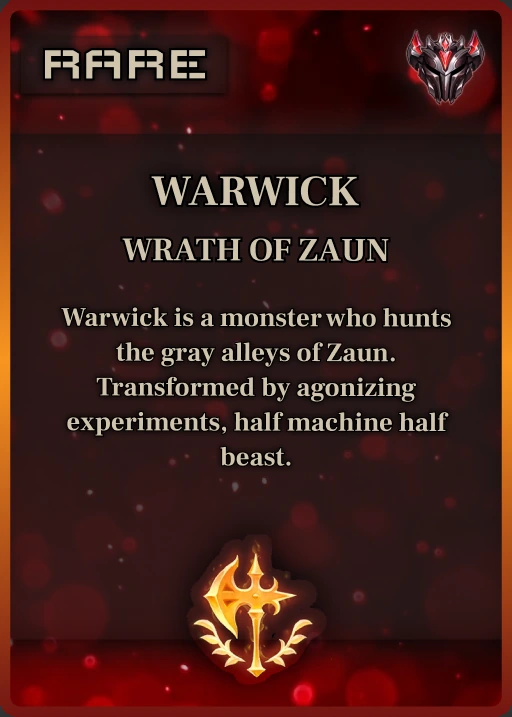 RARE
WARWICK
WRATH OF ZAUN
Warwick is a monster who hunts
the gray alleys of Zaun.
Transformed by agonizing
experiments, half machine half
beast.